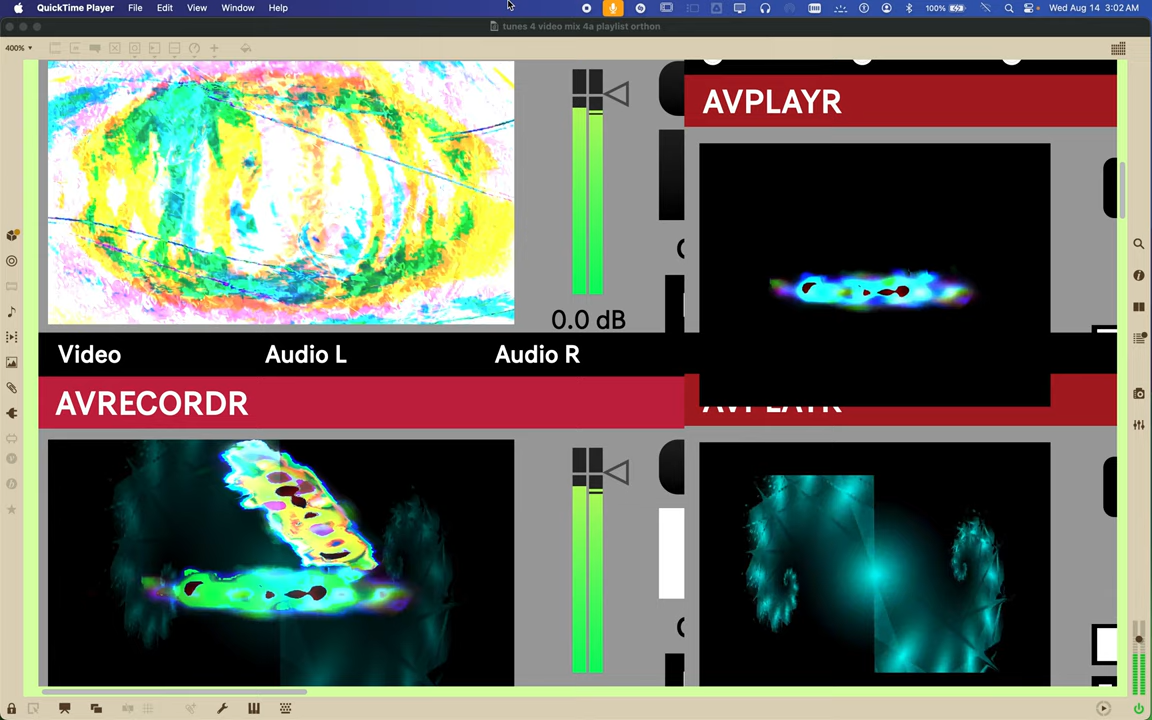 QuickTime Player File Edit View Window Help 100% Wed Aug 14 3:02 AM
tunes 4 video mix 4a playlist orthon
400%
AVPLAYR
0.0 dB
Video Audio L Audio R
AVRECORDR
AVPLAYR